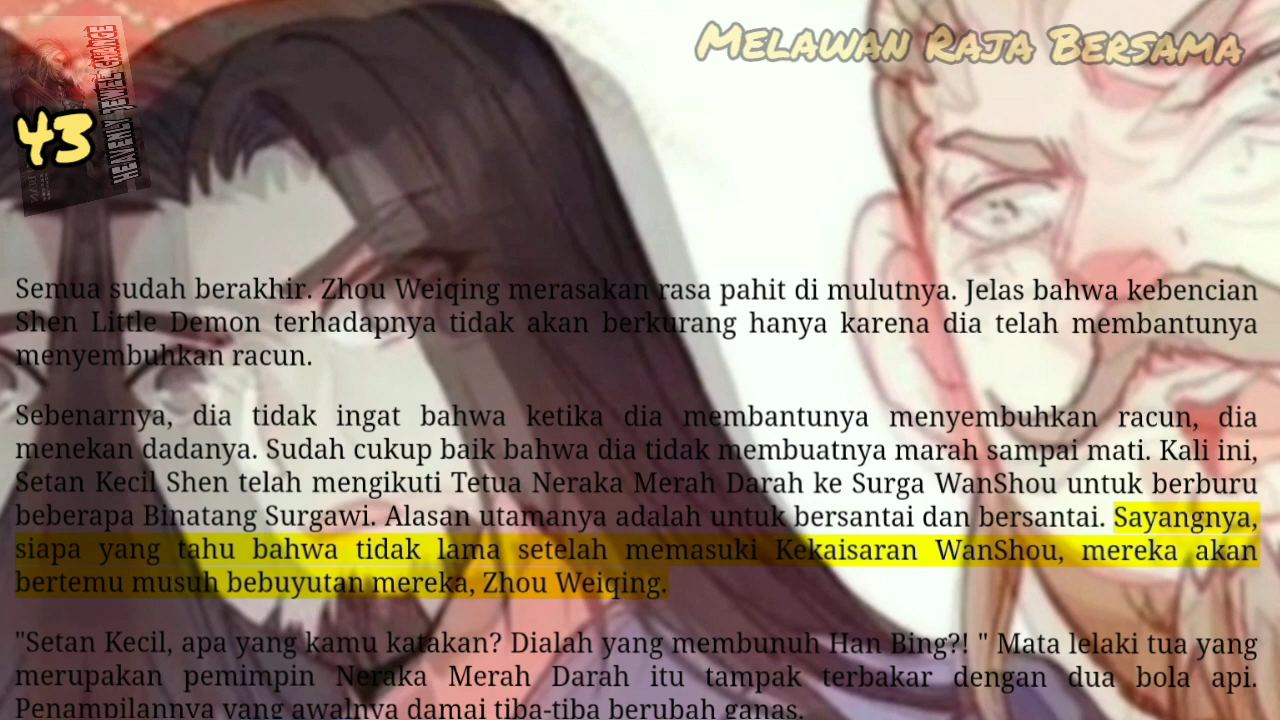 Melawan Raja Bersama
HEAVENLY JEWEL CHANGE
43
Semua sudah berakhir. Zhou Weiqing merasakan rasa pahit di mulutnya. Jelas bahwa kebencian
Shen Little Demon terhadapnya tidak akan berkurang hanya karena dia telah membantunya
menyembuhkan racun.
Sebenarnya, dia tidak ingat bahwa ketika dia membantunya menyembuhkan racun, dia
menekan dadanya. Sudah cukup baik bahwa dia tidak membuatnya marah sampai mati. Kali ini,
Setan Kecil Shen telah mengikuti Tetua Neraka Merah Darah ke Surga WanShou untuk berburu
beberapa Binatang Surgawi. Alasan utamanya adalah untuk bersantai dan bersantai. Sayangnya,
siapa yang tahu bahwa tidak lama setelah memasuki Kekaisaran WanShou, mereka akan
bertemu musuh bebuyutan mereka, Zhou Weiqing.
"Setan Kecil, apa yang kamu katakan? Dialah yang membunuh Han Bing?! " Mata lelaki tua yang
merupakan pemimpin Neraka Merah Darah itu tampak terbakar dengan dua bola api.
Penampilannya yang awalnya damai tiba-tiba berubah ganas.